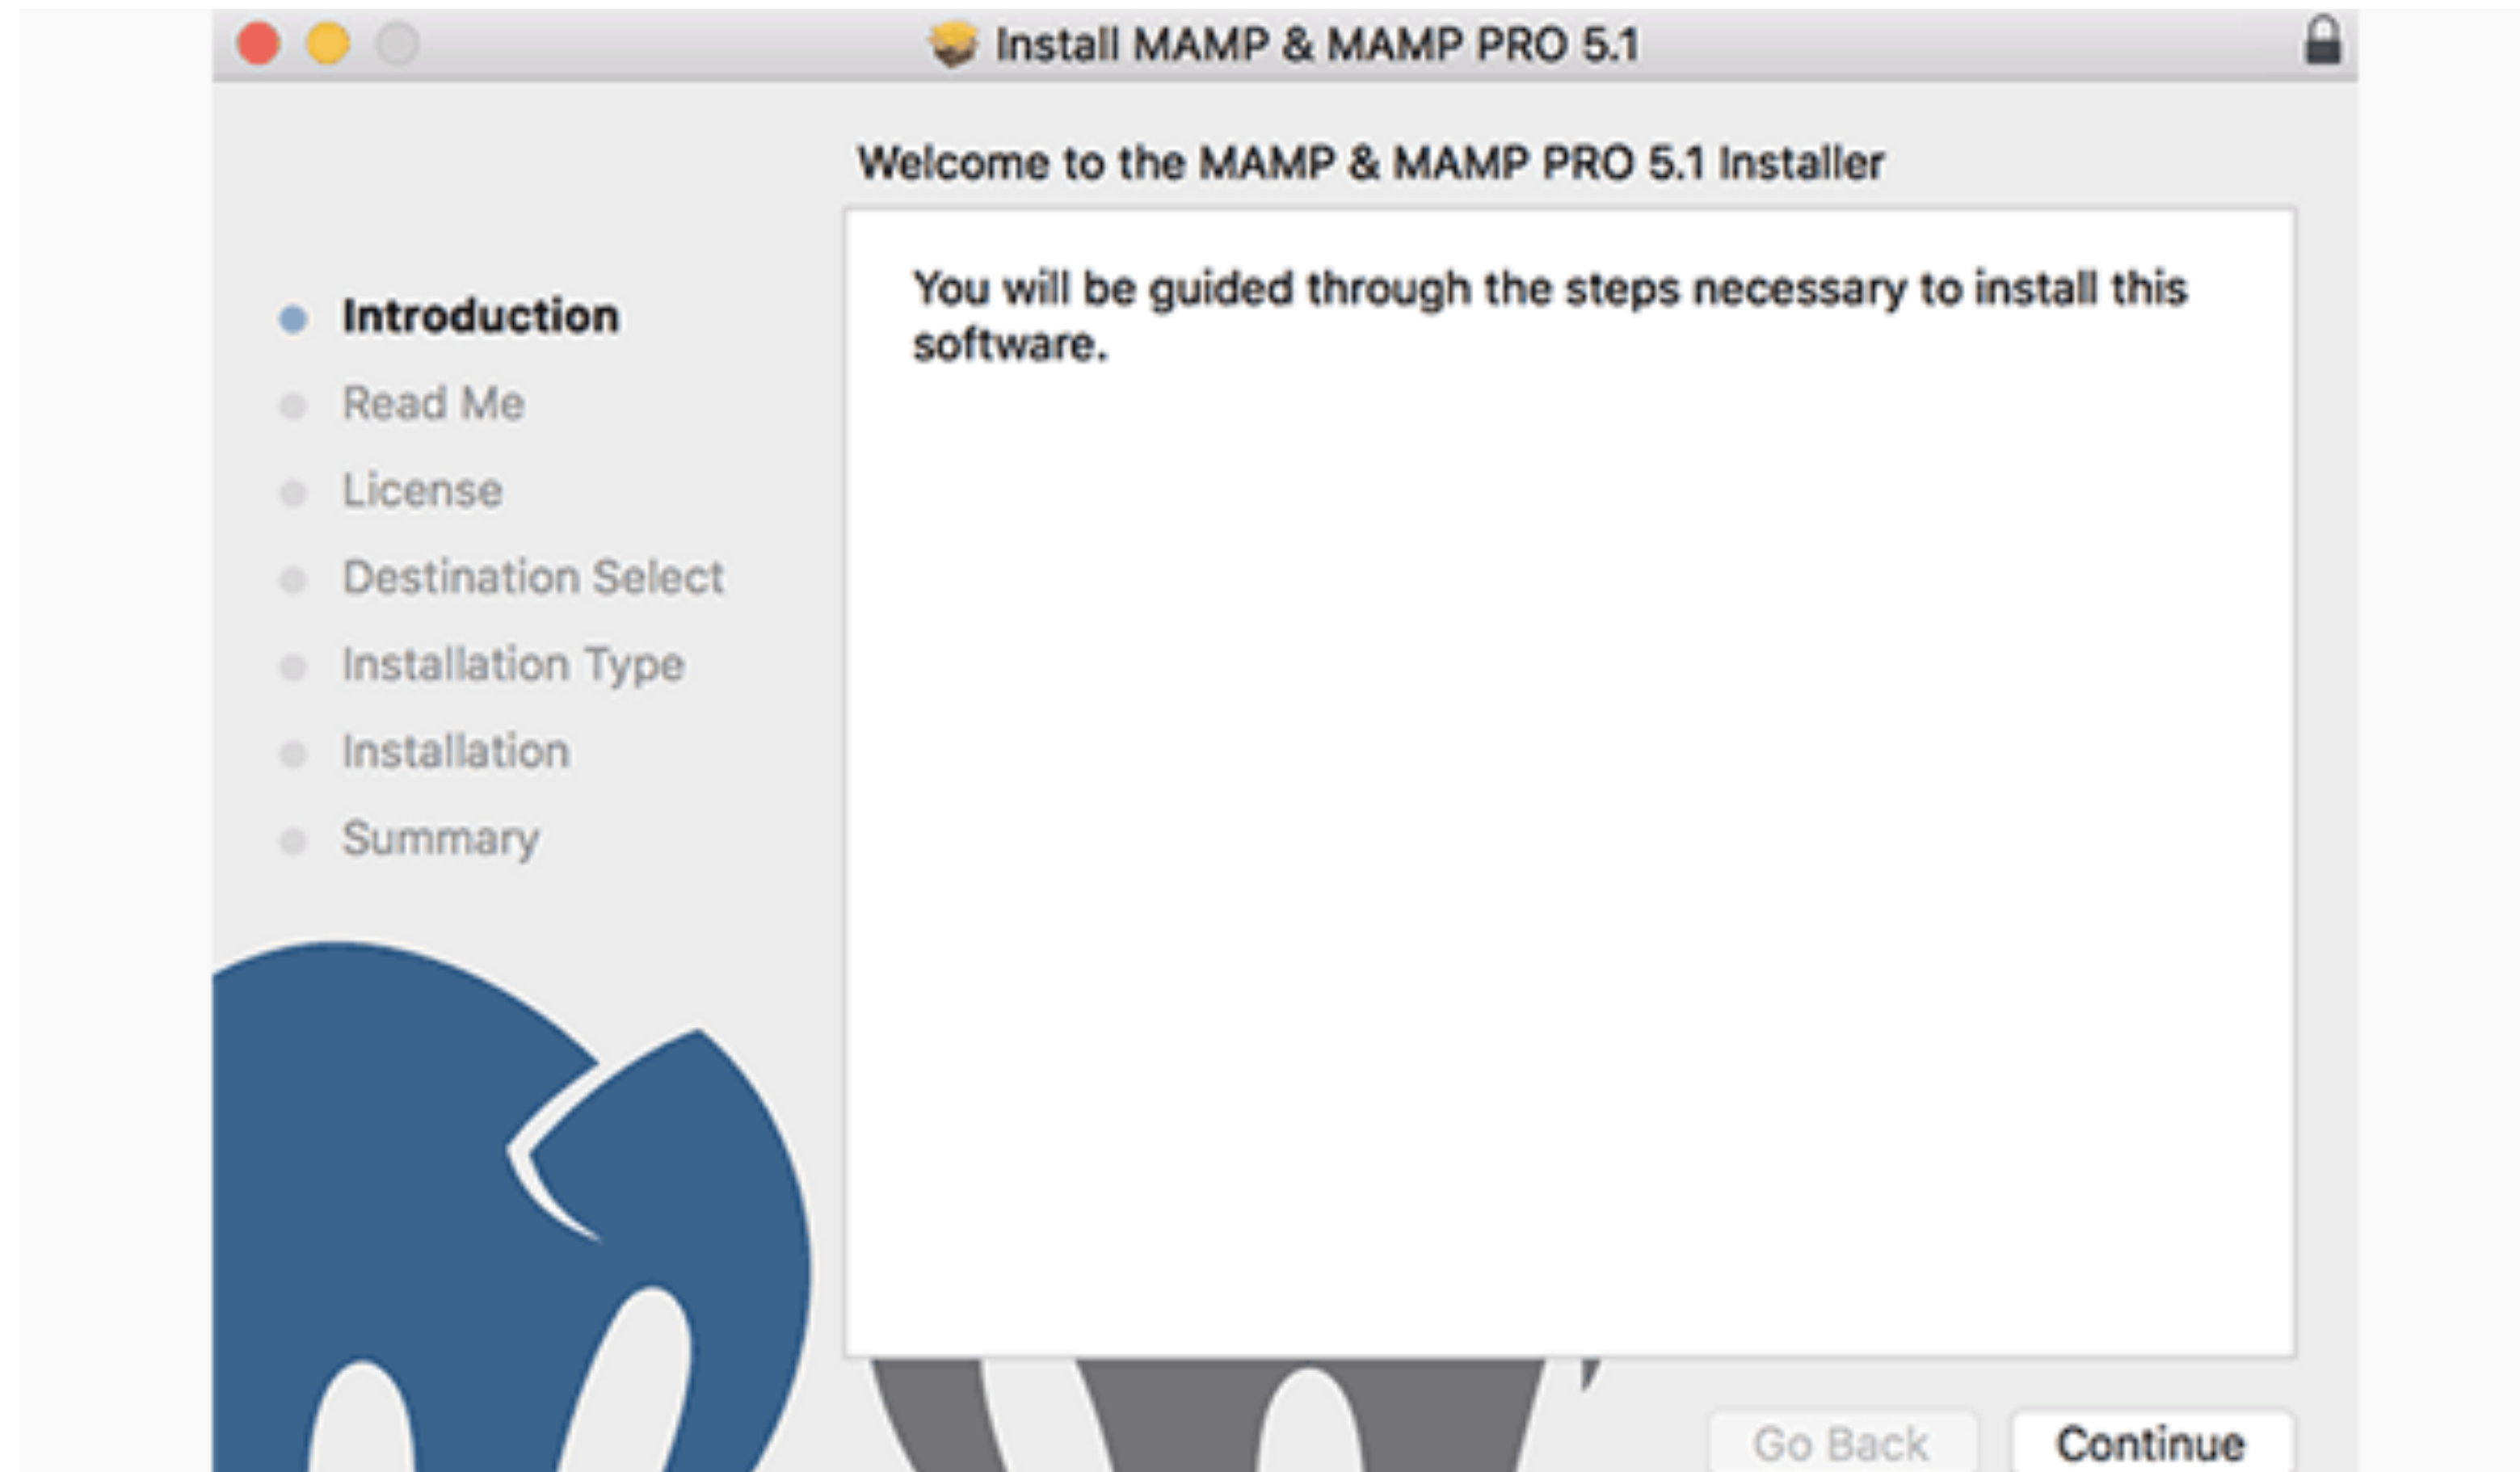 Install MAMP & MAMP PRO 5.1
Welcome to the MAMP & MAMP PRO 5.1 Installer
Introduction
Read Me
License
Destination Select
Installation Type
Installation
Summary
You will be guided through the steps necessary to install this
software.
Go Back
Continue